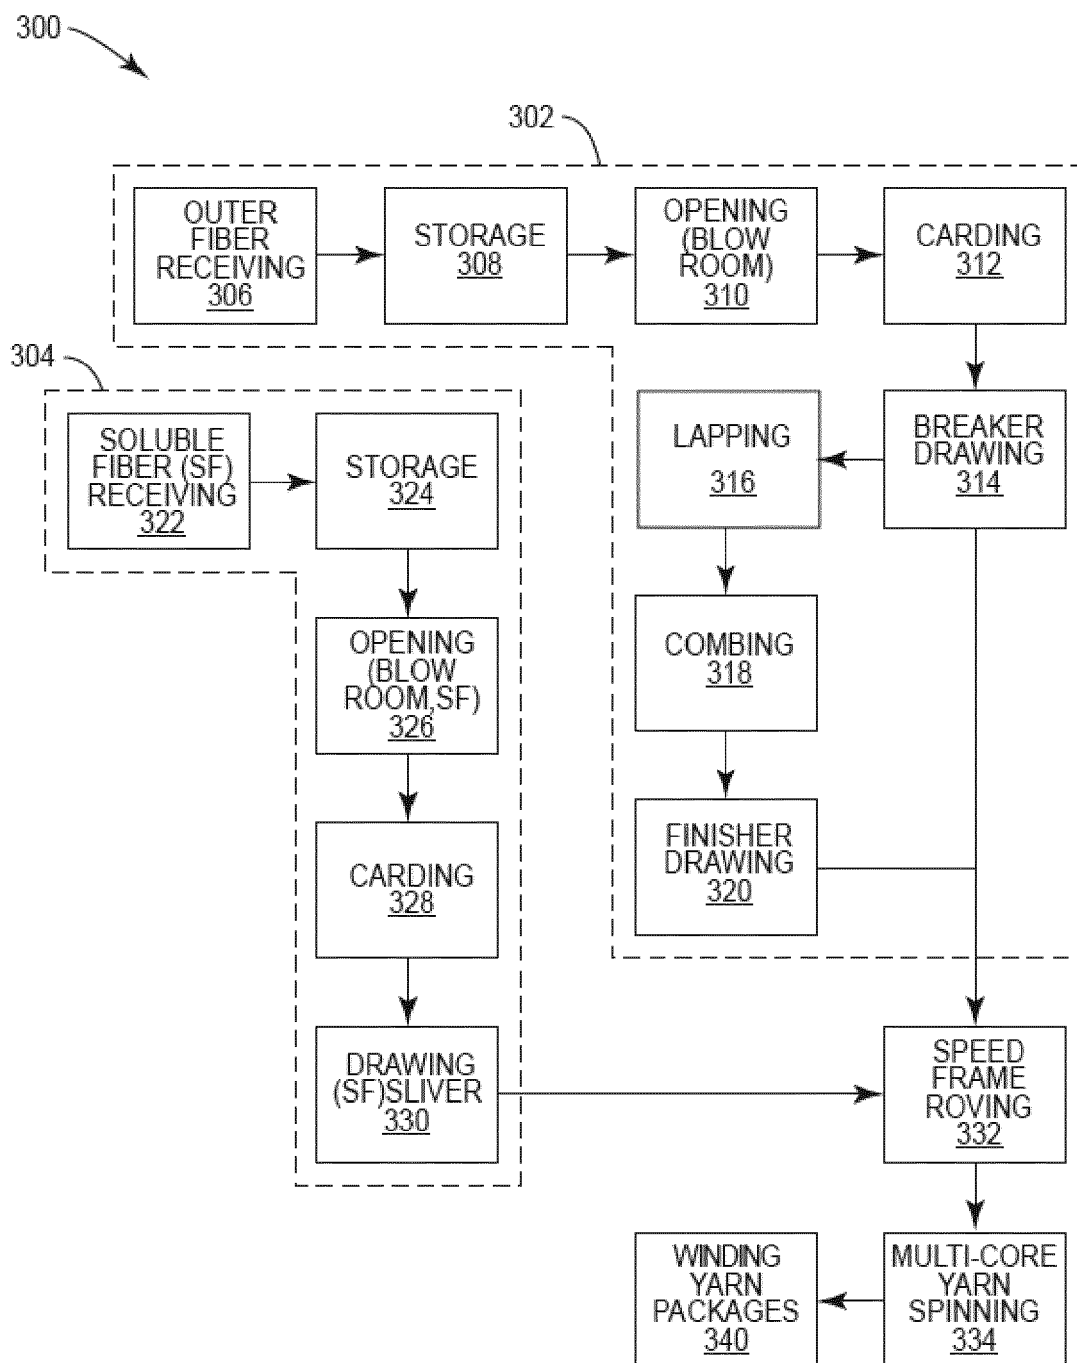 300
302
OUTER
FIBER
RECEIVING
306
STORAGE
308
OPENING
(BLOW
ROOM)
310
CARDING
312
304
SOLUBLE
FIBER (SF)
RECEIVING
322
STORAGE
324
LAPPING
316
BREAKER
DRAWING
314
OPENING
(BLOW
ROOM,SF)
326
COMBING
318
CARDING
328
FINISHER
DRAWING
320
DRAWING
(SF)SLIVER
330
SPEED
FRAME
ROVING
332
WINDING
YARN
PACKAGES
340
MULTI-CORE
YARN
SPINNING
334